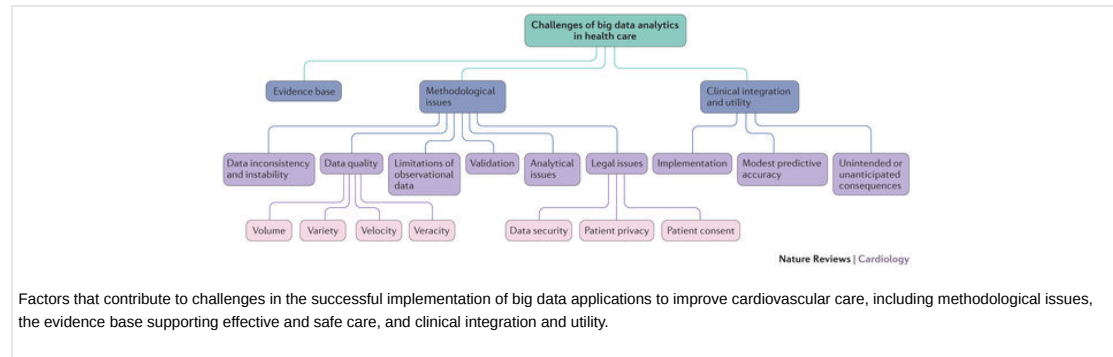 Challenges of big data analytics
in health care
Evidence base
Methodological
issues
Clinical integration
and utility
Data inconsistency
and instability
Data quality
Limitations of
observational
data
Validation
Analytical
issues
Legal issues
Implementation
Modest predictive
accuracy
Unintended or
unanticipated
consequences
Volume
Variety
Velocity
Veracity
Data security
Patient privacy
Patient consent
Nature Reviews | Cardiology
Factors that contribute to challenges in the successful implementation of big data applications to improve cardiovascular care, including methodological issues,
the evidence base supporting effective and safe care, and clinical integration and utility.